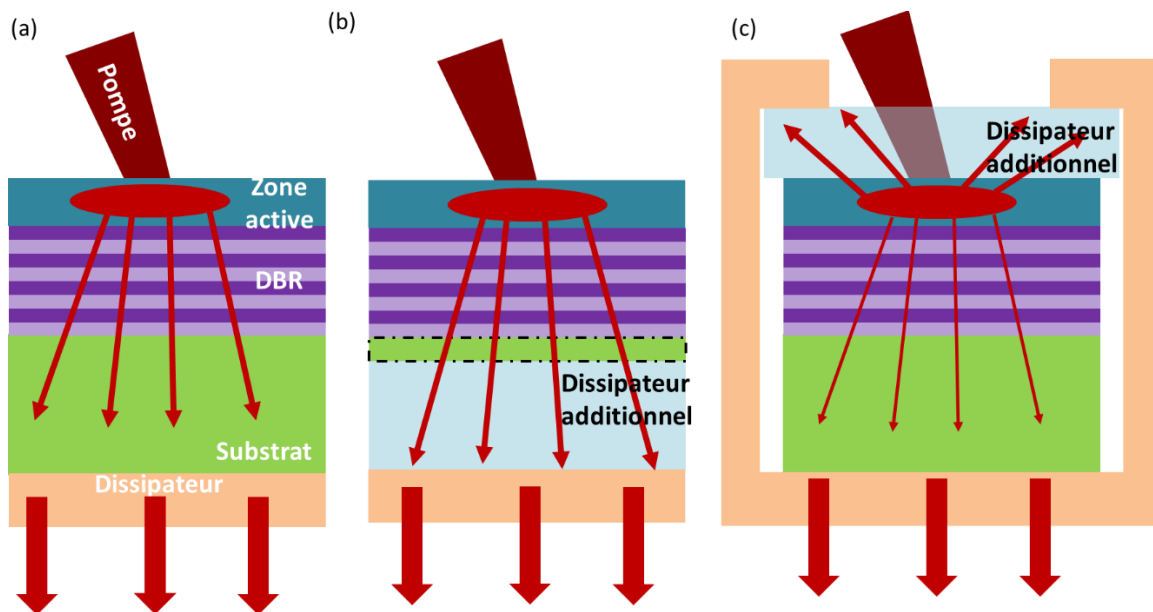 (a)
Pompe
Zone
active
DBR
Substrat
Dissipateur
(b)
Dissipateur
additionnel
(c)
Dissipateur
additionnel